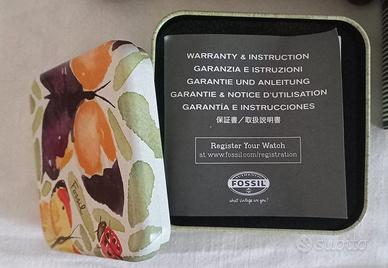 WARRANTY & INSTRUCTION
GARANZIA E ISTRUZIONI
GARANTIE UND ANLEITUNG
GARANTIE & NOTICE D'UTILISATION
GARANTÍA E INSTRUCCIONES
保証書／取扱説明書
Register Your Watch
at www.fossil.com/registration
FOSSIL
what vintage are you?
Fossil
subito